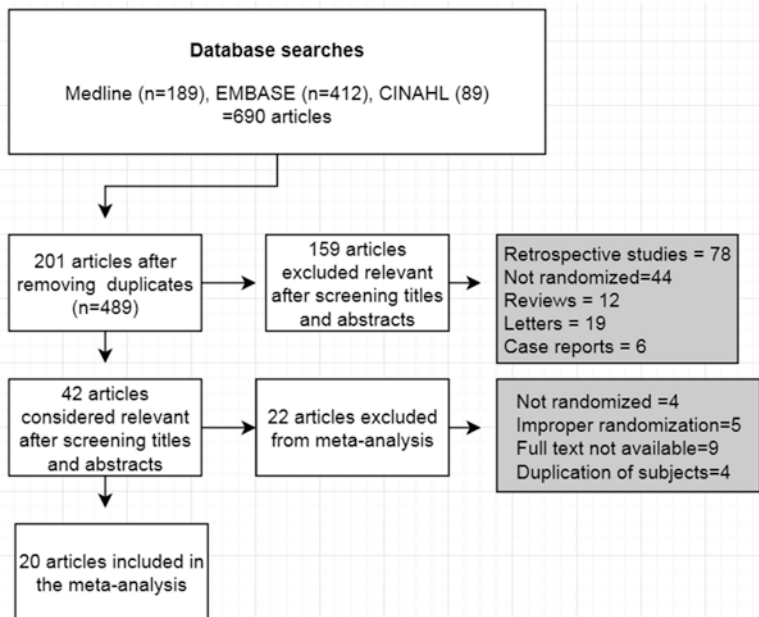 Database searches
Medline (n=189), EMBASE (n=412), CINAHL (89)
=690 articles
201 articles after
removing duplicates
(n=489)
159 articles
excluded relevant
after screening titles
and abstracts
Retrospective studies = 78
Not randomized=44
Reviews = 12
Letters = 19
Case reports = 6
42 articles
considered relevant
after screening titles
and abstracts
22 articles excluded
from meta-analysis
Not randomized =4
Improper randomization=5
Full text not available=9
Duplication of subjects=4
20 articles included in
the meta-analysis